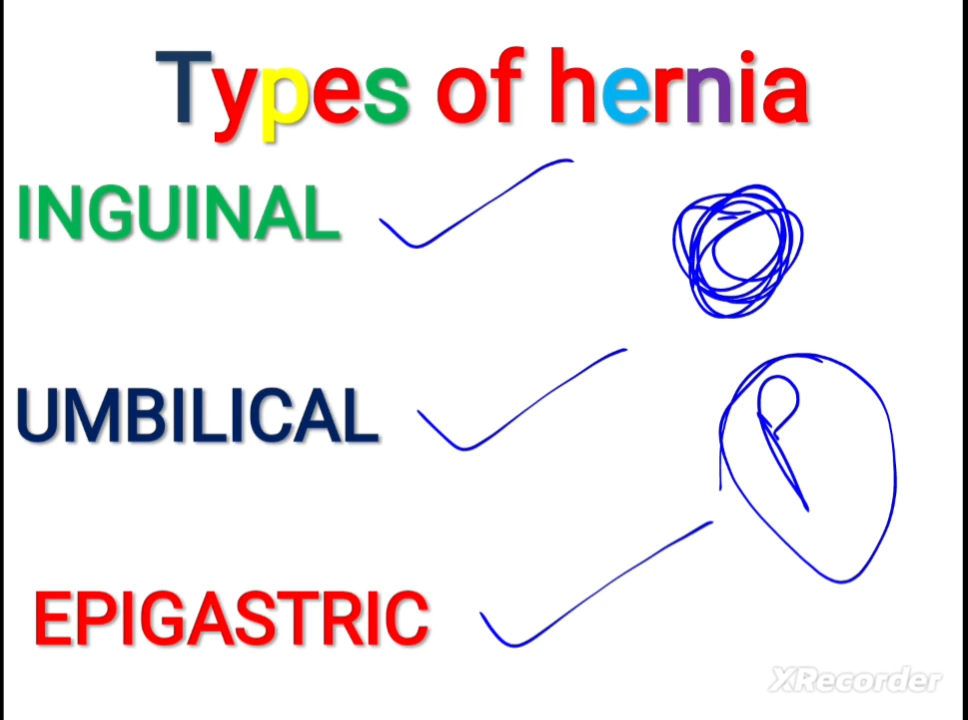 Types of hernia
INGUINAL
UMBILICAL
EPIGASTRIC
XRecorder